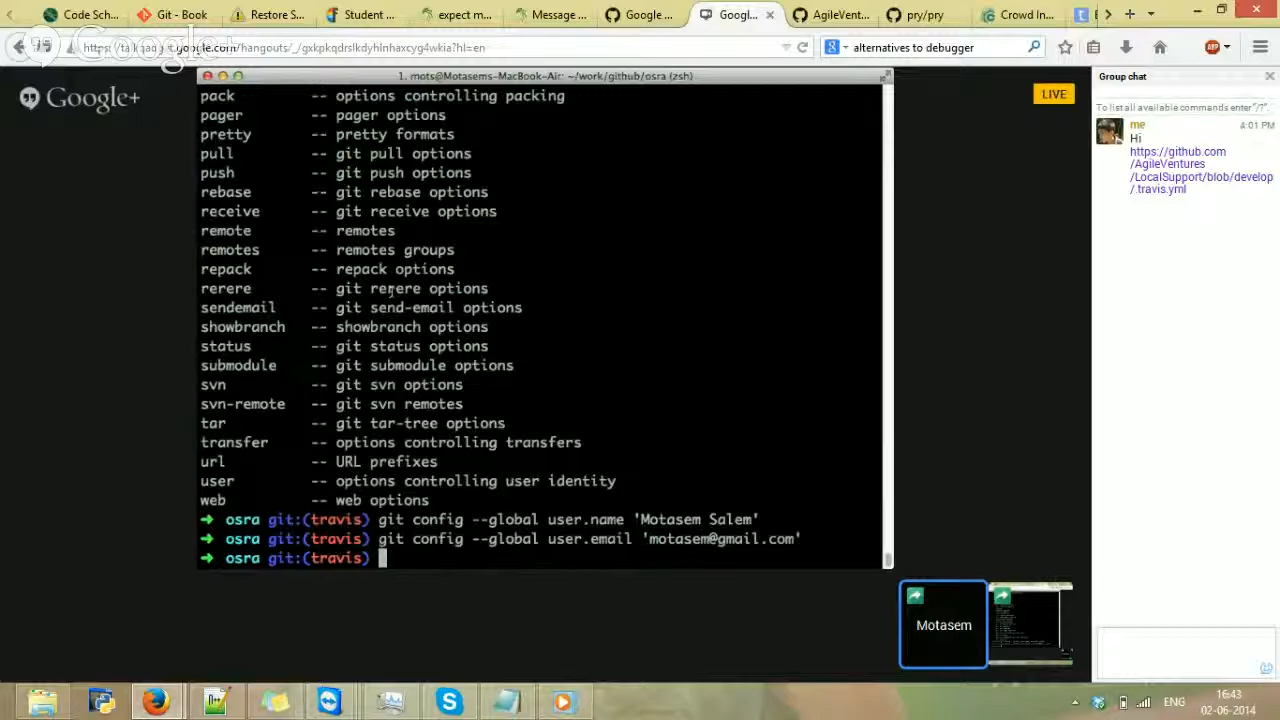 Code Sch...
Git - Book
Restore S...
Student ...
expect m...
Message ...
Google ...
Googl...
AgileVent...
pry/pry
Crowd In...
alternatives to debugger
ABP
Google+
1. mots@Motasems-MacBook-Air: ~/work/github/osra (zsh)
LIVE
pack -- options controlling packing
pager -- pager options
pretty -- pretty formats
pull -- git pull options
push -- git push options
rebase -- git rebase options
receive -- git receive options
remote -- remotes
remotes -- remotes groups
repack -- repack options
rerere -- git rerere options
sendemail -- git send-email options
showbranch -- showbranch options
status -- git status options
submodule -- git submodule options
svn -- git svn options
svn-remote -- git svn remotes
tar -- git tar-tree options
transfer -- options controlling transfers
url -- URL prefixes
user -- options controlling user identity
web -- web options
➜ osra git:(travis) git config --global user.name 'Motasem Salem'
➜ osra git:(travis) git config --global user.email 'motasem@gmail.com'
➜ osra git:(travis)
Group chat
To list all available commands enter "/?".
me 4:01 PM
Hi
https://github.com
/AgileVentures
/LocalSupport/blob/develop
/.travis.yml
Motasem
ENG
16:43
02-06-2014